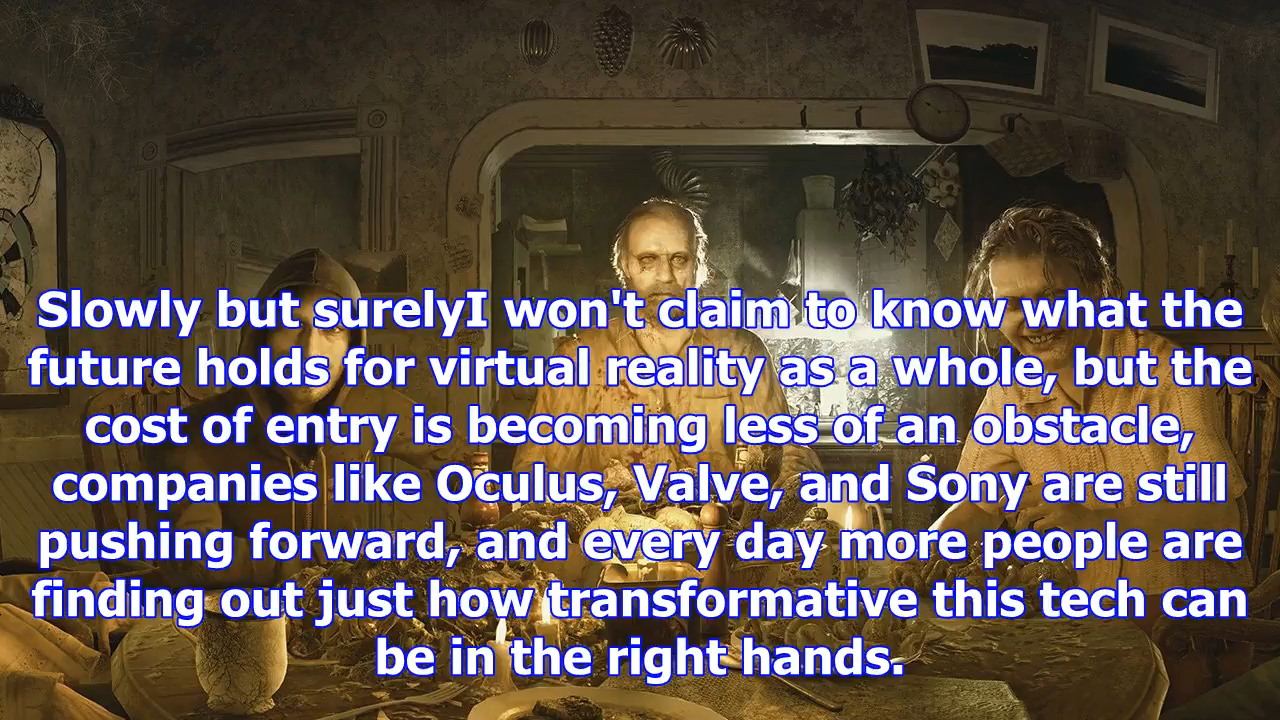 Slowly but surelyI won't claim to know what the
future holds for virtual reality as a whole, but the
cost of entry is becoming less of an obstacle,
companies like Oculus, Valve, and Sony are still
pushing forward, and every day more people are
finding out just how transformative this tech can
be in the right hands.